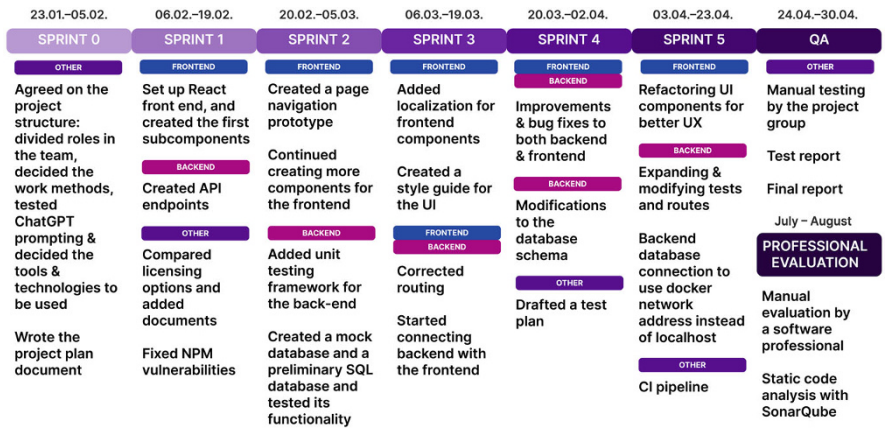 23.01.–05.02.
SPRINT 0
OTHER
Agreed on the
project
structure:
divided roles in
the team,
decided the
work methods,
tested
ChatGPT
prompting &
decided the
tools &
technologies to
be used
Wrote the
project plan
document
06.02.–19.02.
SPRINT 1
FRONTEND
Set up React
front end, and
created the first
subcomponents
BACKEND
Created API
endpoints
OTHER
Compared
licensing
options and
added
documents
Fixed NPM
vulnerabilities
20.02.–05.03.
SPRINT 2
FRONTEND
Created a page
navigation
prototype
Continued
creating more
components for
the frontend
BACKEND
Added unit
testing
framework for
the back-end
Created a mock
database and a
preliminary SQL
database and
tested its
functionality
06.03.–19.03.
SPRINT 3
FRONTEND
Added
localization for
frontend
components
Created a
style guide for
the UI
FRONTEND
BACKEND
Corrected
routing
Started
connecting
backend with
the frontend
20.03.–02.04.
SPRINT 4
FRONTEND
BACKEND
Improvements
& bug fixes to
both backend
& frontend
BACKEND
Modifications
to the
database
schema
OTHER
Drafted a test
plan
03.04.–23.04.
SPRINT 5
FRONTEND
Refactoring UI
components for
better UX
BACKEND
Expanding &
modifying tests
and routes
Backend
database
connection to
use docker
network
address instead
of localhost
OTHER
CI pipeline
24.04.–30.04.
QA
OTHER
Manual testing
by the project
group
Test report
Final report
July – August
PROFESSIONAL
EVALUATION
Manual
evaluation by
a software
professional
Static code
analysis with
SonarQube